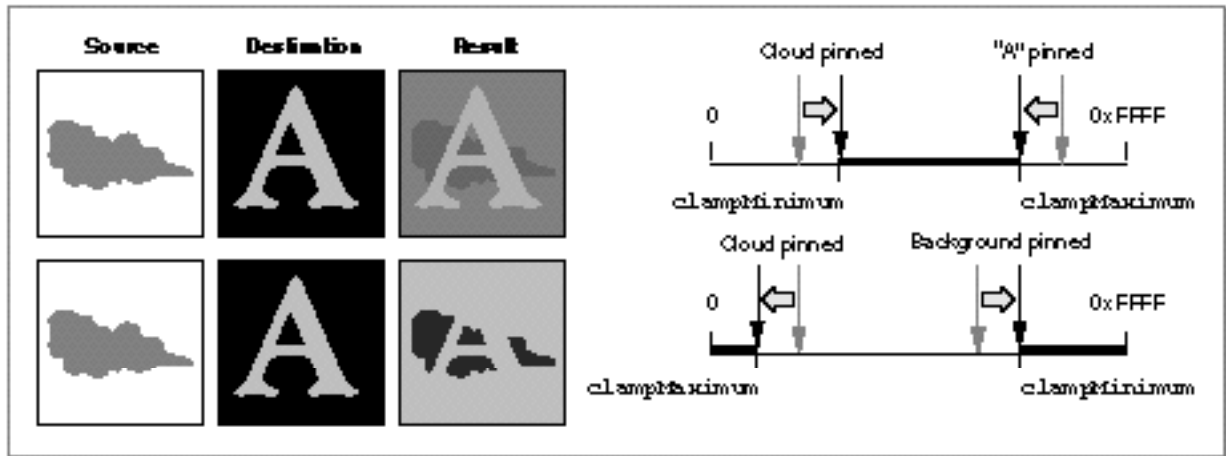 Source Destination Result
A A
A A
Cloud pinned "A" pinned
0 0xFFFF
clampMinimum clampMaximum
Cloud pinned Background pinned
0 0xFFFF
clampMaximum clampMinimum